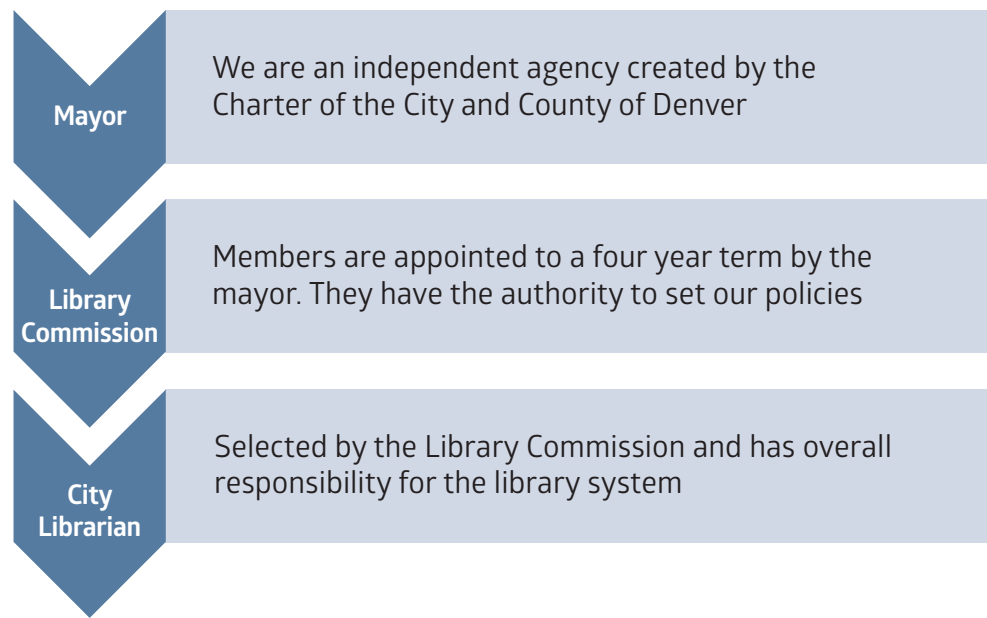 Mayor
We are an independent agency created by the
Charter of the City and County of Denver
Library
Commission
Members are appointed to a four year term by the
mayor. They have the authority to set our policies
City
Librarian
Selected by the Library Commission and has overall
responsibility for the library system